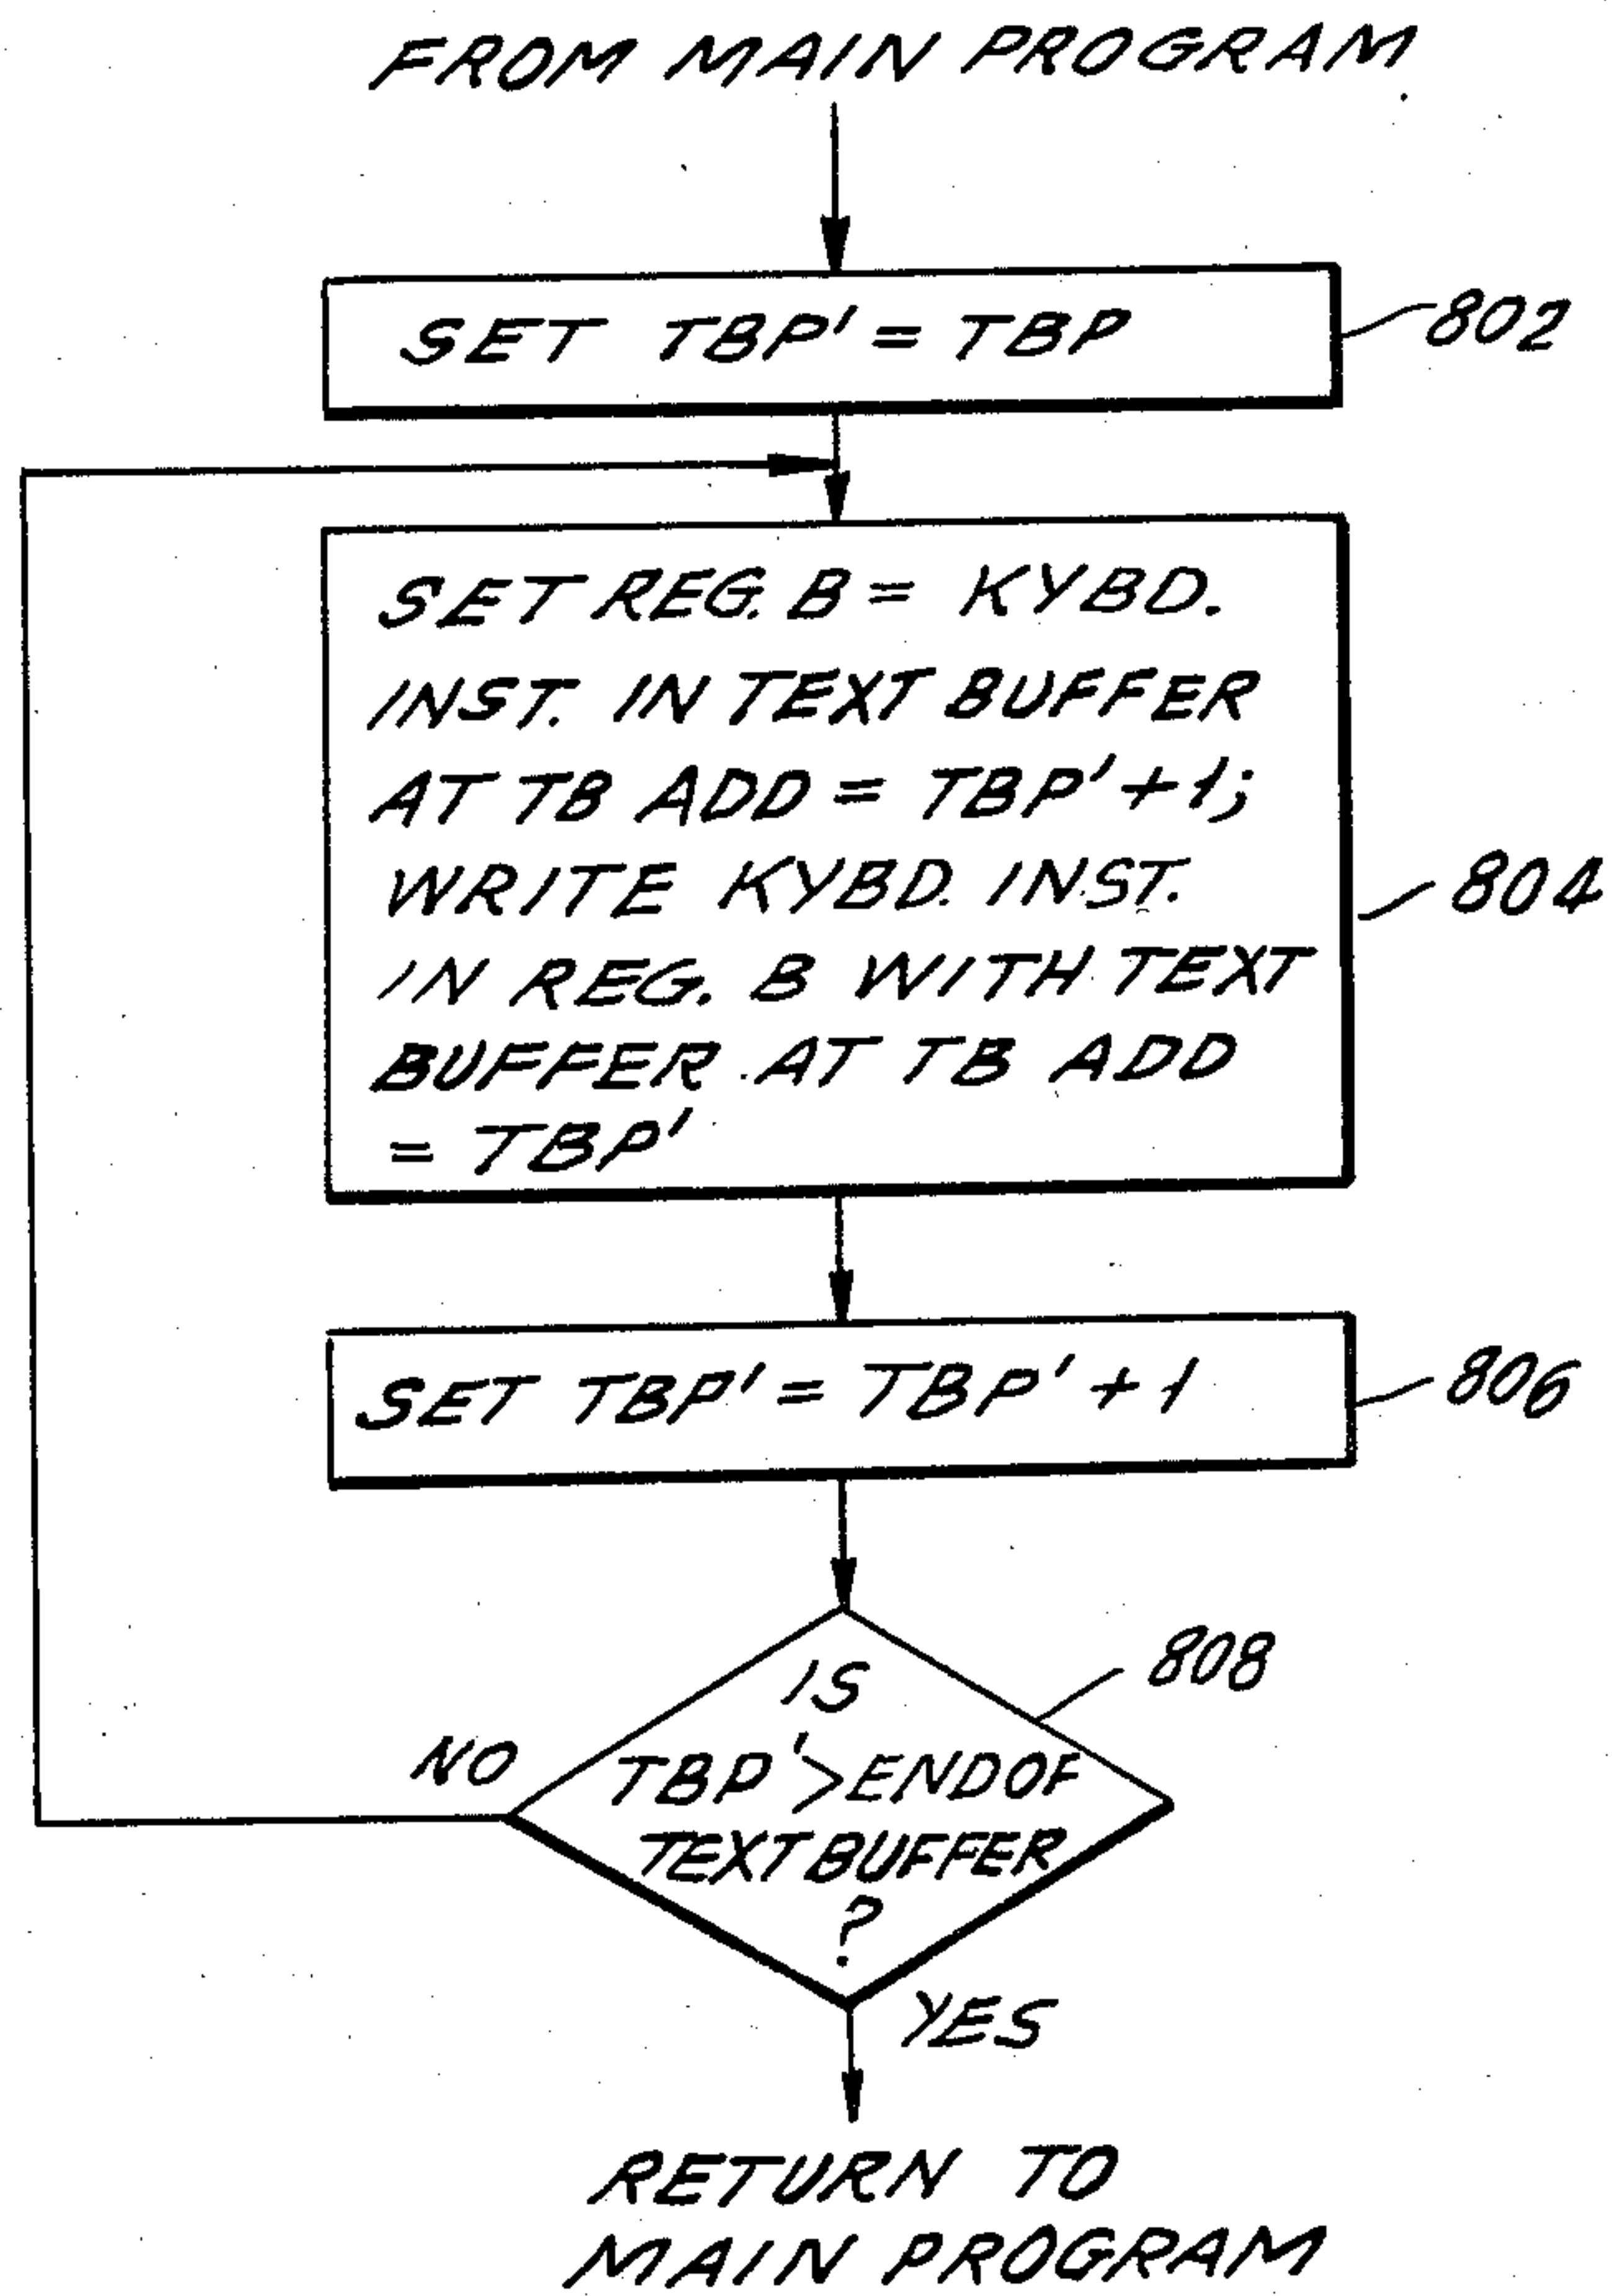 FROM MAIN PROGRAM
SET TBP' = TBP
802
SET REG. B = KYBD.
INST. IN TEXT BUFFER
AT TB ADD = TBP' + 1;
WRITE KYBD. INST.
IN REG. B WITH TEXT
BUFFER AT TB ADD
= TBP'
804
SET TBP' = TBP' + 1
806
IS
TBP' > END OF
TEXT BUFFER
?
808
NO
YES
RETURN TO
MAIN PROGRAM